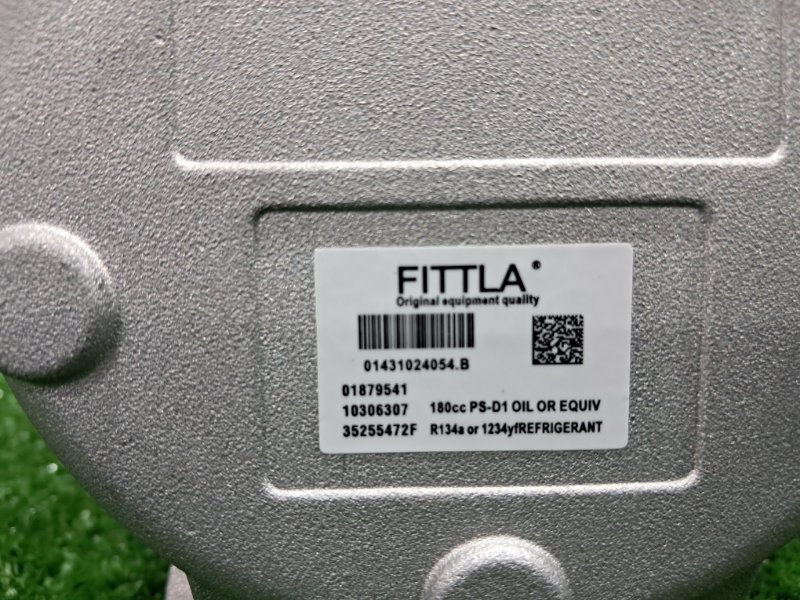 FITTLA®
Original equipment quality
01431024054.B
01879541
10306307 180cc PS-D1 OIL OR EQUIV
35255472F R134a or 1234yfREFRIGERANT